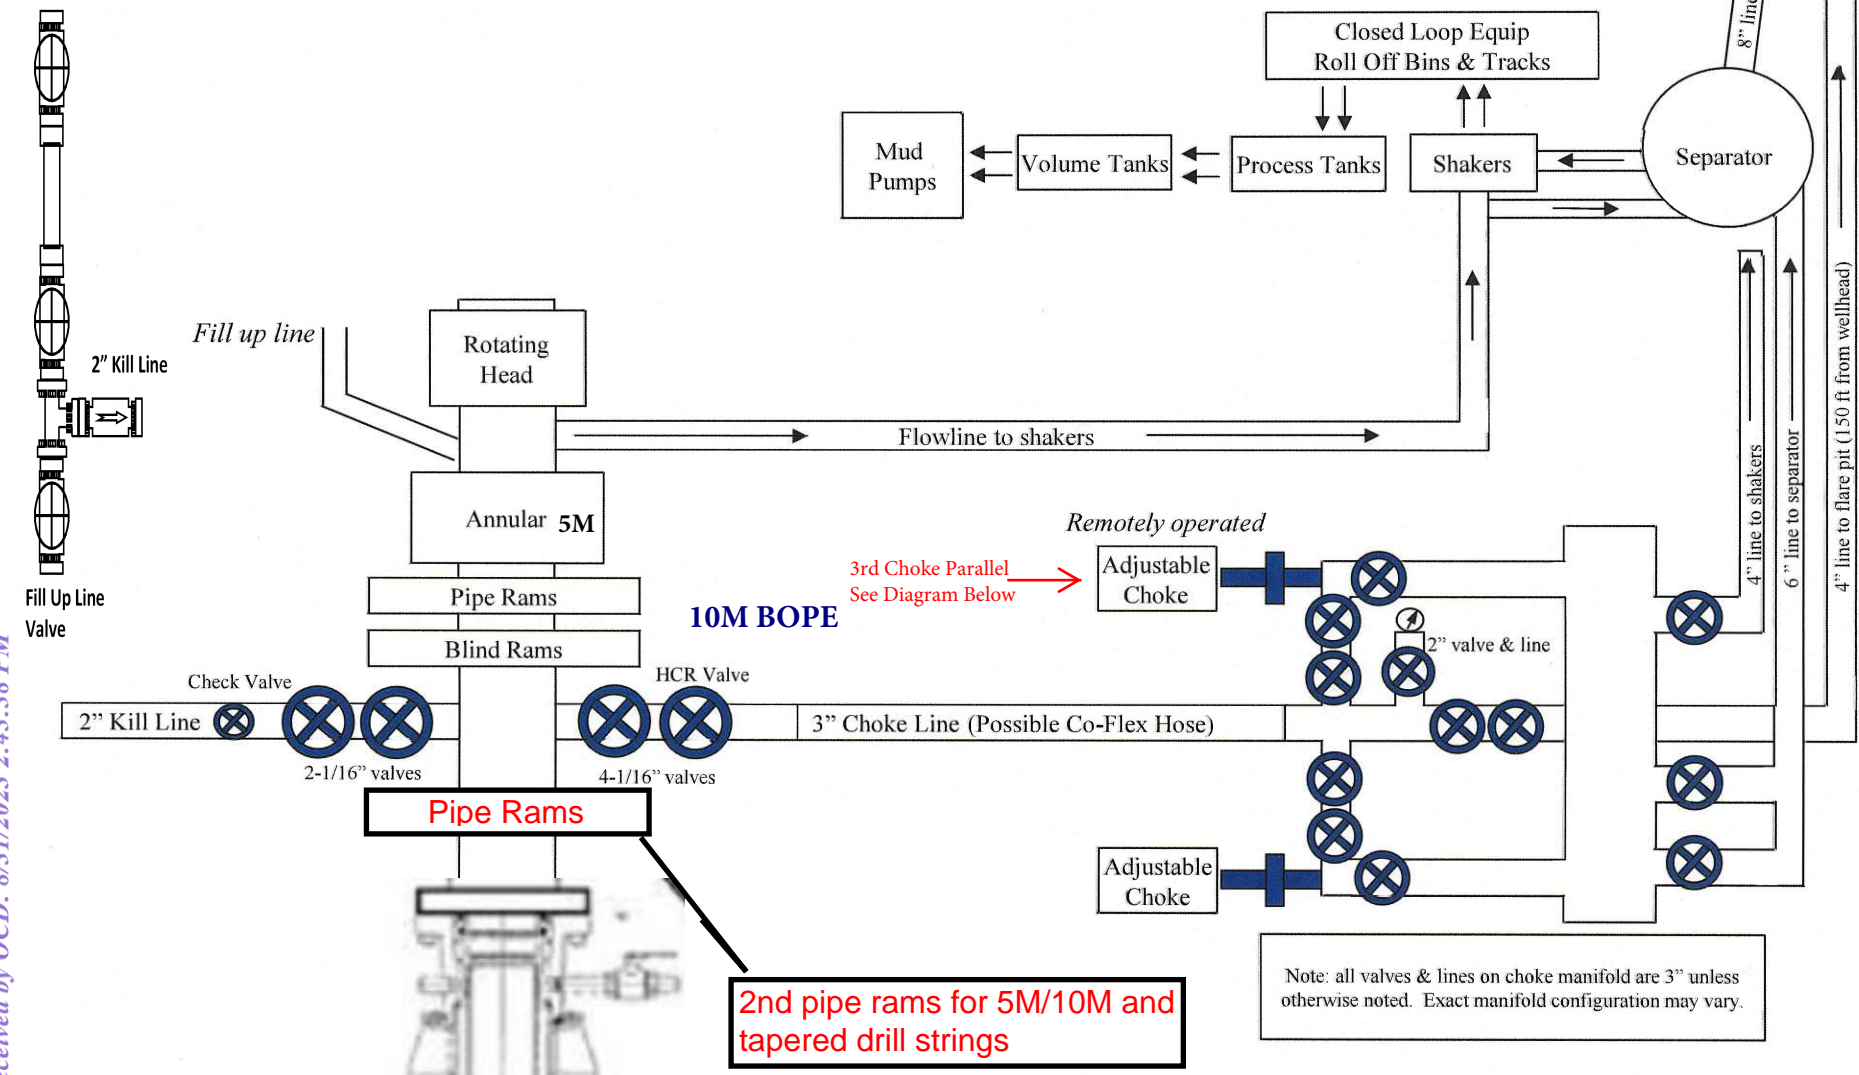 Closed Loop Equip
Roll Off Bins & Tracks
8” line
Mud
Pumps
Volume Tanks
Process Tanks
Shakers
Separator
Fill up line
Rotating
Head
2” Kill Line
Flowline to shakers
Annular 5M
Remotely operated
3rd Choke Parallel
See Diagram Below
Adjustable
Choke
4” line to shakers
6 ” line to separator
4” line to flare pit (150 ft from wellhead)
Fill Up Line
Valve
Pipe Rams
10M BOPE
Blind Rams
2” valve & line
Check Valve
HCR Valve
2” Kill Line
3” Choke Line (Possible Co-Flex Hose)
2-1/16” valves
4-1/16” valves
Pipe Rams
Adjustable
Choke
2nd pipe rams for 5M/10M and
tapered drill strings
Note: all valves & lines on choke manifold are 3” unless
otherwise noted. Exact manifold configuration may vary.
by OCD:
PM